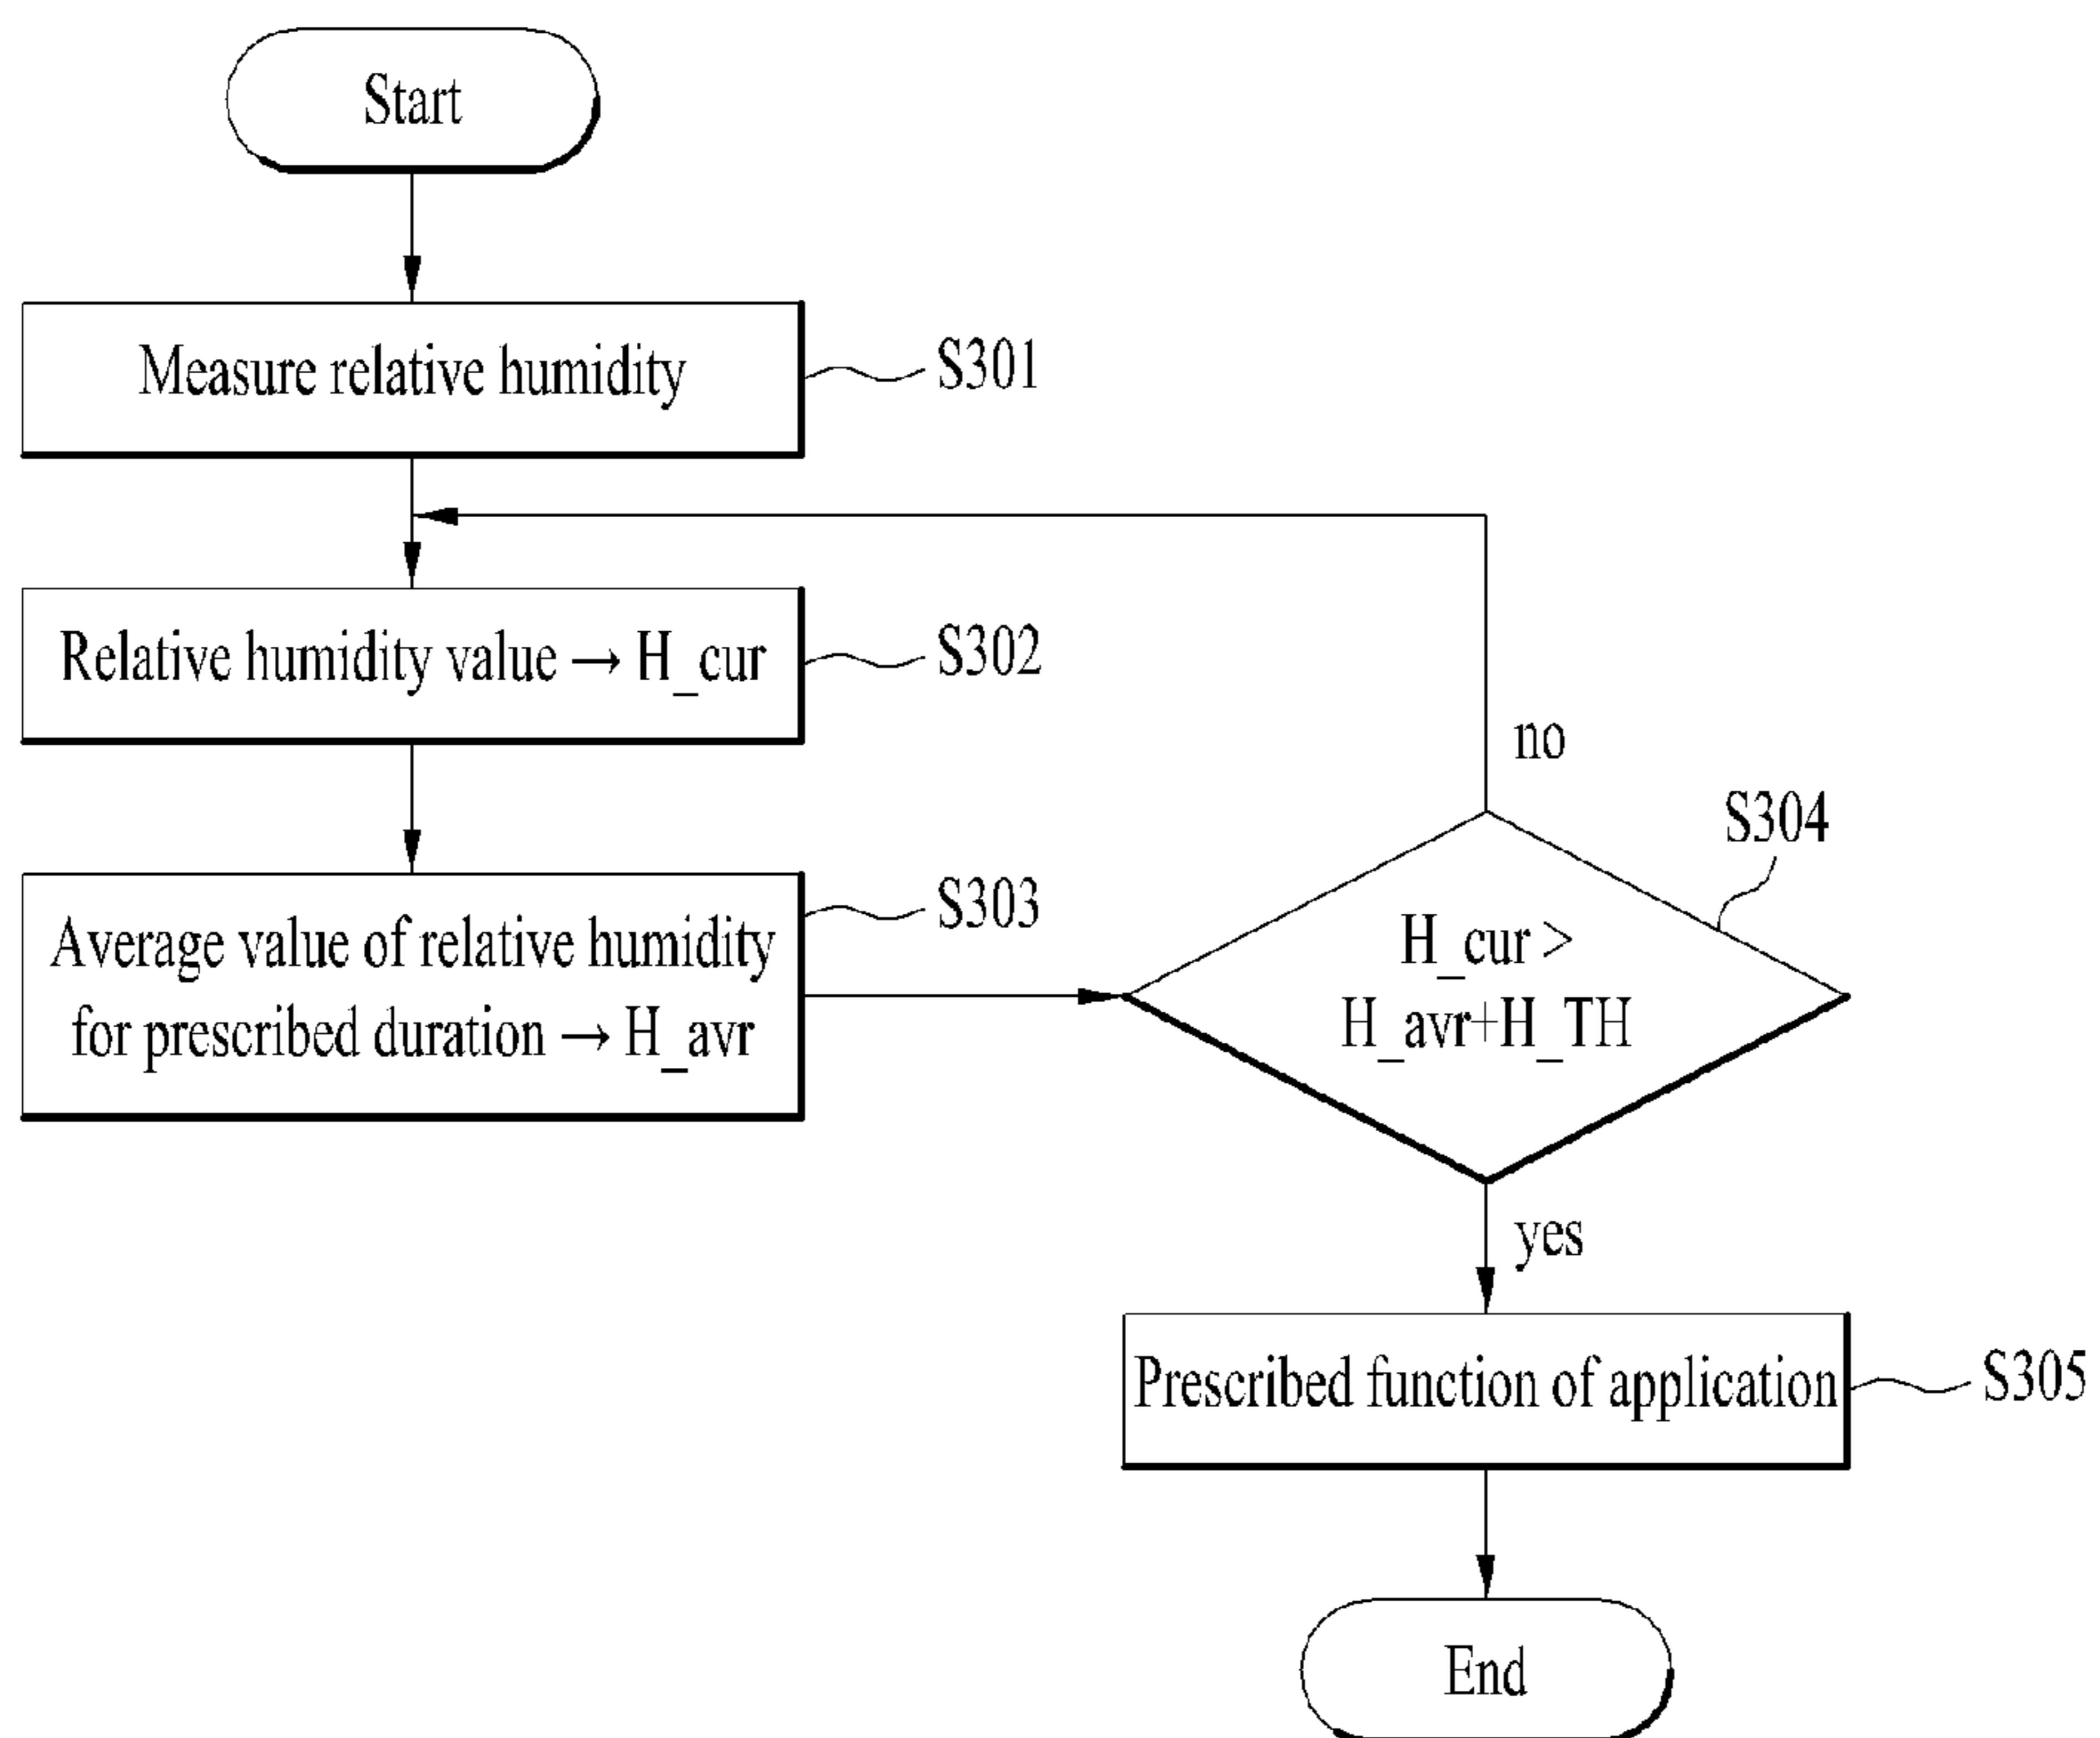 Start
Measure relative humidity
S301
Relative humidity value → H_cur
S302
Average value of relative humidity
for prescribed duration → H_avr
S303
no
S304
H_cur >
H_avr+H_TH
yes
Prescribed function of application
S305
End